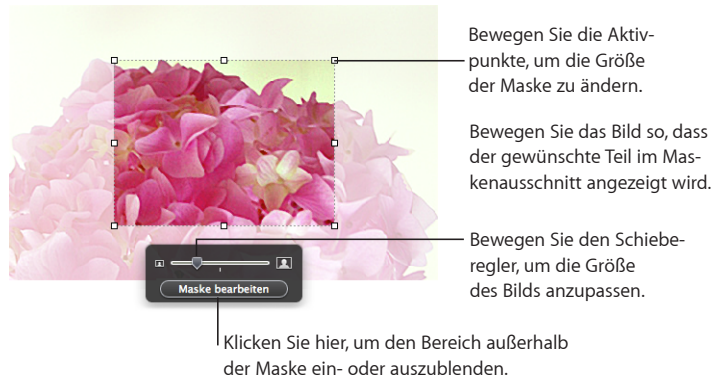 Bewegen Sie die Aktiv-
punkte, um die Größe
der Maske zu ändern.
Bewegen Sie das Bild so, dass
der gewünschte Teil im Mas-
kenausschnitt angezeigt wird.
Bewegen Sie den Schiebe-
regler, um die Größe
des Bilds anzupassen.
Maske bearbeiten
Klicken Sie hier, um den Bereich außerhalb
der Maske ein- oder auszublenden.